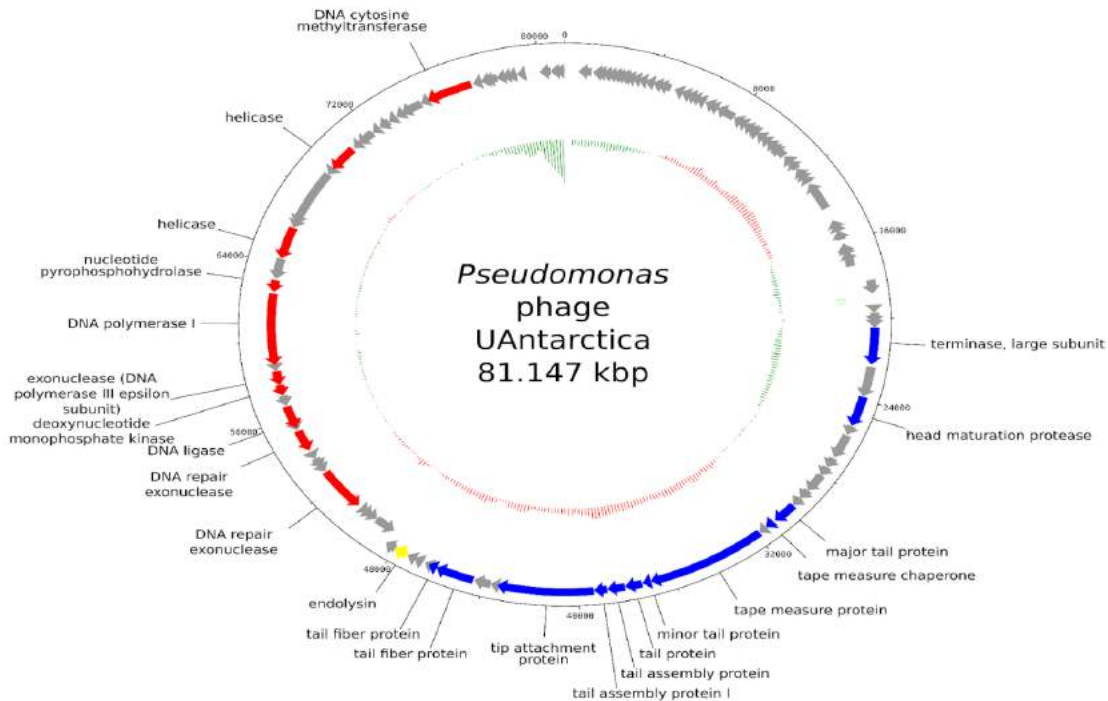 DNA cytosine
methyltransferase
80000
0
8000
72000
helicase
16000
helicase
64000
nucleotide
pyrophosphohydrolase
Pseudomonas
phage
UAntarctica
81.147 kbp
DNA polymerase I
terminase, large subunit
exonuclease (DNA
polymerase III epsilon
subunit)
deoxynucleotide
monophosphate kinase
24000
head maturation protease
56000
DNA ligase
DNA repair
exonuclease
DNA repair
exonuclease
major tail protein
32000
tape measure chaperone
48000
endolysin
tape measure protein
40000
tail fiber protein
minor tail protein
tail fiber protein
tip attachment
protein
tail protein
tail assembly protein
tail assembly protein I